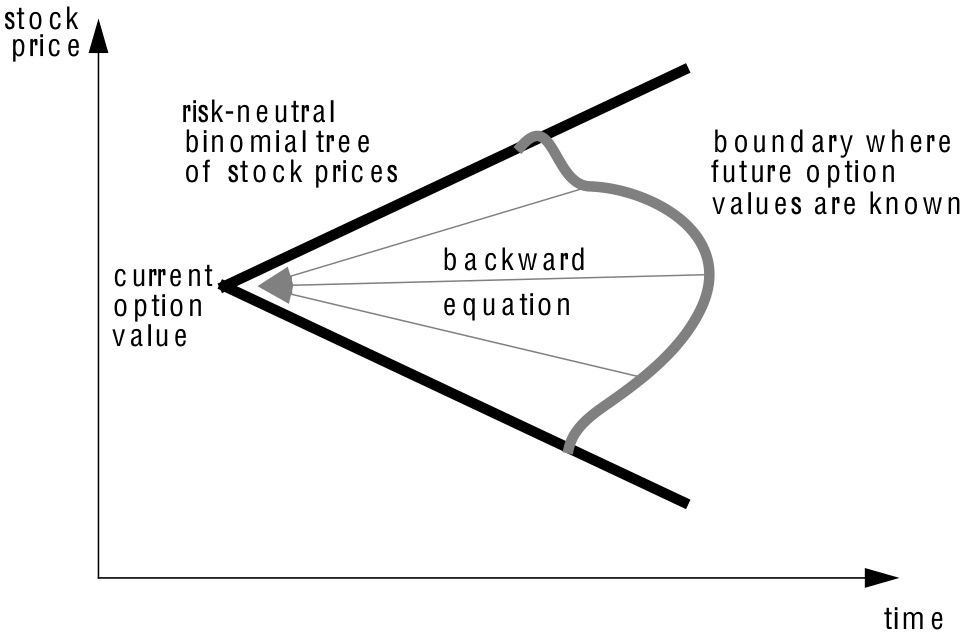 stock
price
risk-neutral
binomial tree
of stock prices
boundary where
future option
values are known
current
option
value
backward
equation
time